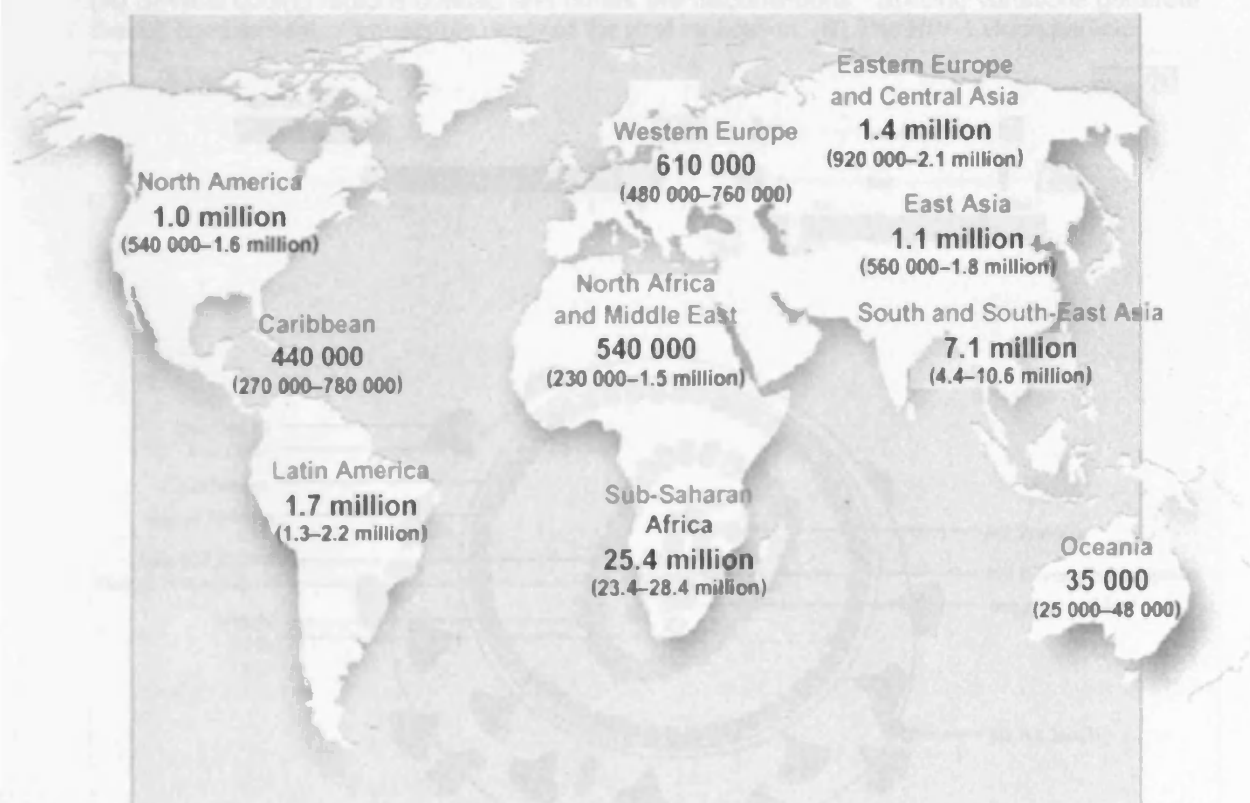 Eastern Europe
and Central Asia
1.4 million
(920 000–2.1 million)
Western Europe
610 000
(480 000–760 000)
North America
1.0 million
(540 000–1.6 million)
East Asia
1.1 million
(560 000–1.8 million)
North Africa
and Middle East
540 000
(230 000–1.5 million)
Caribbean
440 000
(270 000–780 000)
South and South-East Asia
7.1 million
(4.4–10.6 million)
Latin America
1.7 million
(1.3–2.2 million)
Sub-Saharan
Africa
25.4 million
(23.4–28.4 million)
Oceania
35 000
(25 000–48 000)